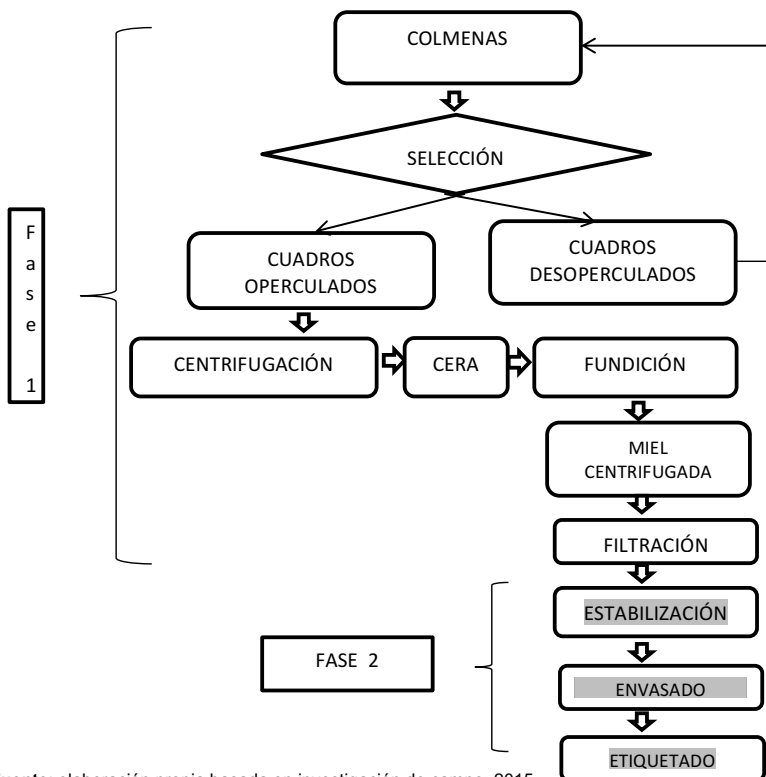 COLMENAS
SELECCIÓN
CUADROS
OPERCULADOS
CUADROS
DESOPERCULADOS
F
a
s
e
1
CENTRIFUGACIÓN
CERA
FUNDICIÓN
MIEL
CENTRIFUGADA
FILTRACIÓN
ESTABILIZACIÓN
FASE 2
ENVASADO
ETIQUETADO